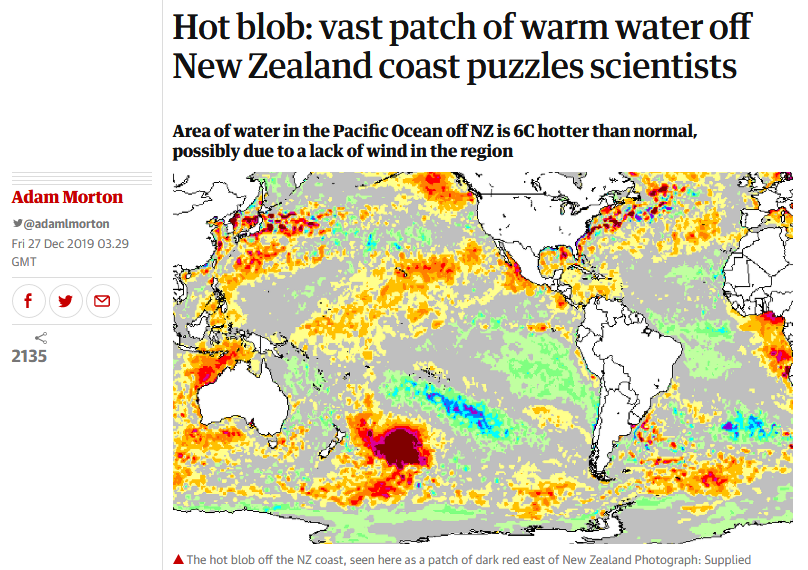 Hot blob: vast patch of warm water off
New Zealand coast puzzles scientists
Area of water in the Pacific Ocean off NZ is 6C hotter than normal,
possibly due to a lack of wind in the region
Adam Morton
@adamlmorton
Fri 27 Dec 2019 03.29
GMT
2135
The hot blob off the NZ coast, seen here as a patch of dark red east of New Zealand Photograph: Supplied